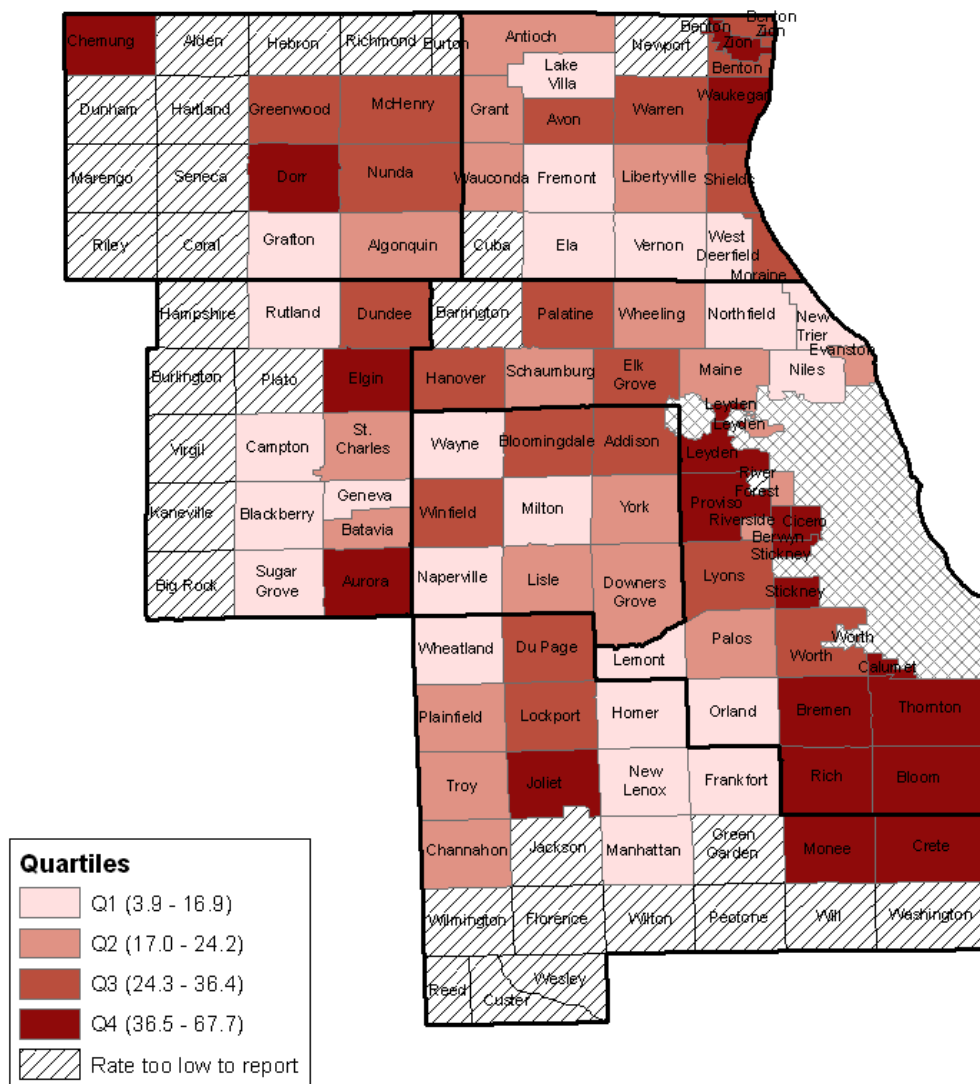 Chemung
Alden
Hebron
Richmond
Burton
Antioch
Newport
Benton
Benton
Zion
Zion
Benton
Lake
Villa
Dunham
Hartland
Greenwood
McHenry
Grant
Avon
Warren
Waukegan
Marengo
Seneca
Dorr
Nunda
Wauconda
Fremont
Libertyville
Shields
Riley
Coral
Grafton
Algonquin
Cuba
Ela
Vernon
West
Deerfield
Moraine
Hampshire
Rutland
Dundee
Barrington
Palatine
Wheeling
Northfield
New
Trier
Evanston
Burlington
Plato
Elgin
Hanover
Schaumburg
Elk
Grove
Maine
Niles
Leyden
Leyden
Leyden
Virgil
Campton
St.
Charles
Wayne
Bloomingdale
Addison
River
Forest
Kaneville
Blackberry
Geneva
Batavia
Winfield
Milton
York
Proviso
Riverside
Cicero
Berwyn
Stickney
Big Rock
Sugar
Grove
Aurora
Naperville
Lisle
Downers
Grove
Lyons
Stickney
Wheatland
Du Page
Lemont
Palos
Worth
Worth
Calumet
Plainfield
Lockport
Homer
Orland
Bremen
Thornton
Troy
Joliet
New
Lenox
Frankfort
Rich
Bloom
Channahon
Jackson
Manhattan
Green
Garden
Monee
Crete
Wilmington
Florence
Wilton
Peotone
Will
Washington
Reed
Custer
Wesley
Quartiles
Q1 (3.9 - 16.9)
Q2 (17.0 - 24.2)
Q3 (24.3 - 36.4)
Q4 (36.5 - 67.7)
Rate too low to report